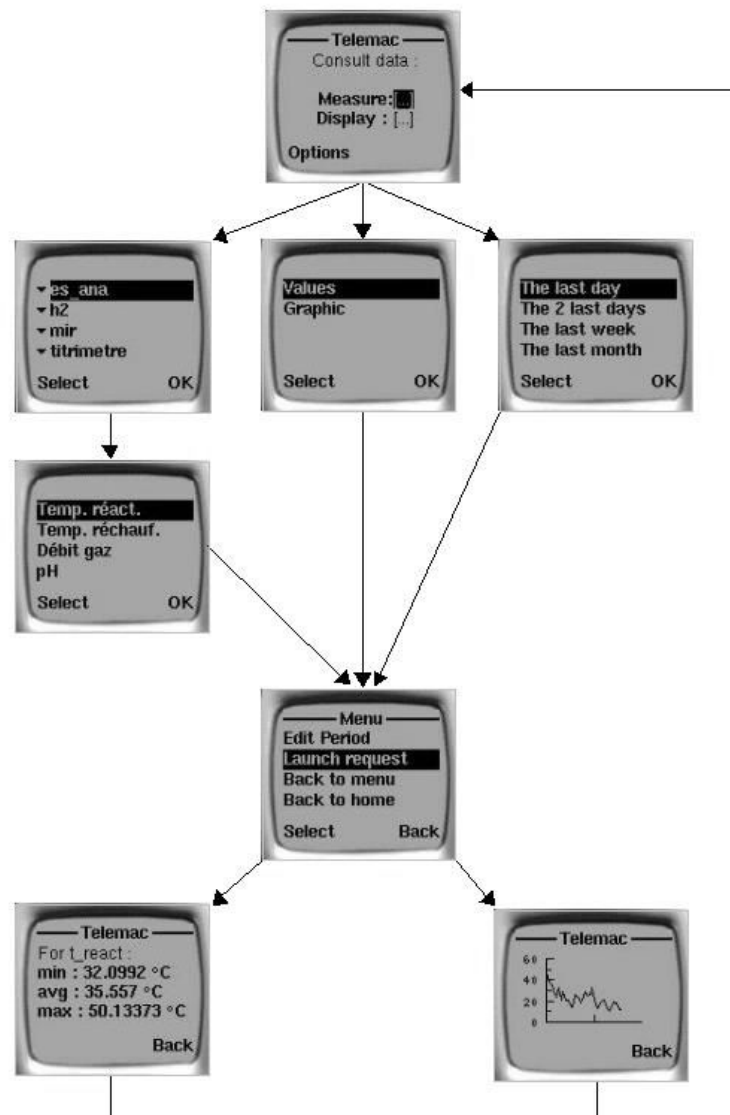 Telemac
Consult data :
Measure:[...]
Display : [...]
Options
es_ana
h2
mir
titrimetre
Select OK
Values
Graphic
Select OK
The last day
The 2 last days
The last week
The last month
Select OK
Temp. réact.
Temp. réchauf.
Débit gaz
pH
Select OK
Menu
Edit Period
Launch request
Back to menu
Back to home
Select Back
Telemac
For t_react :
min : 32.0992 °C
avg : 35.557 °C
max : 50.13373 °C
Back
Telemac
60
40
20
0
Back